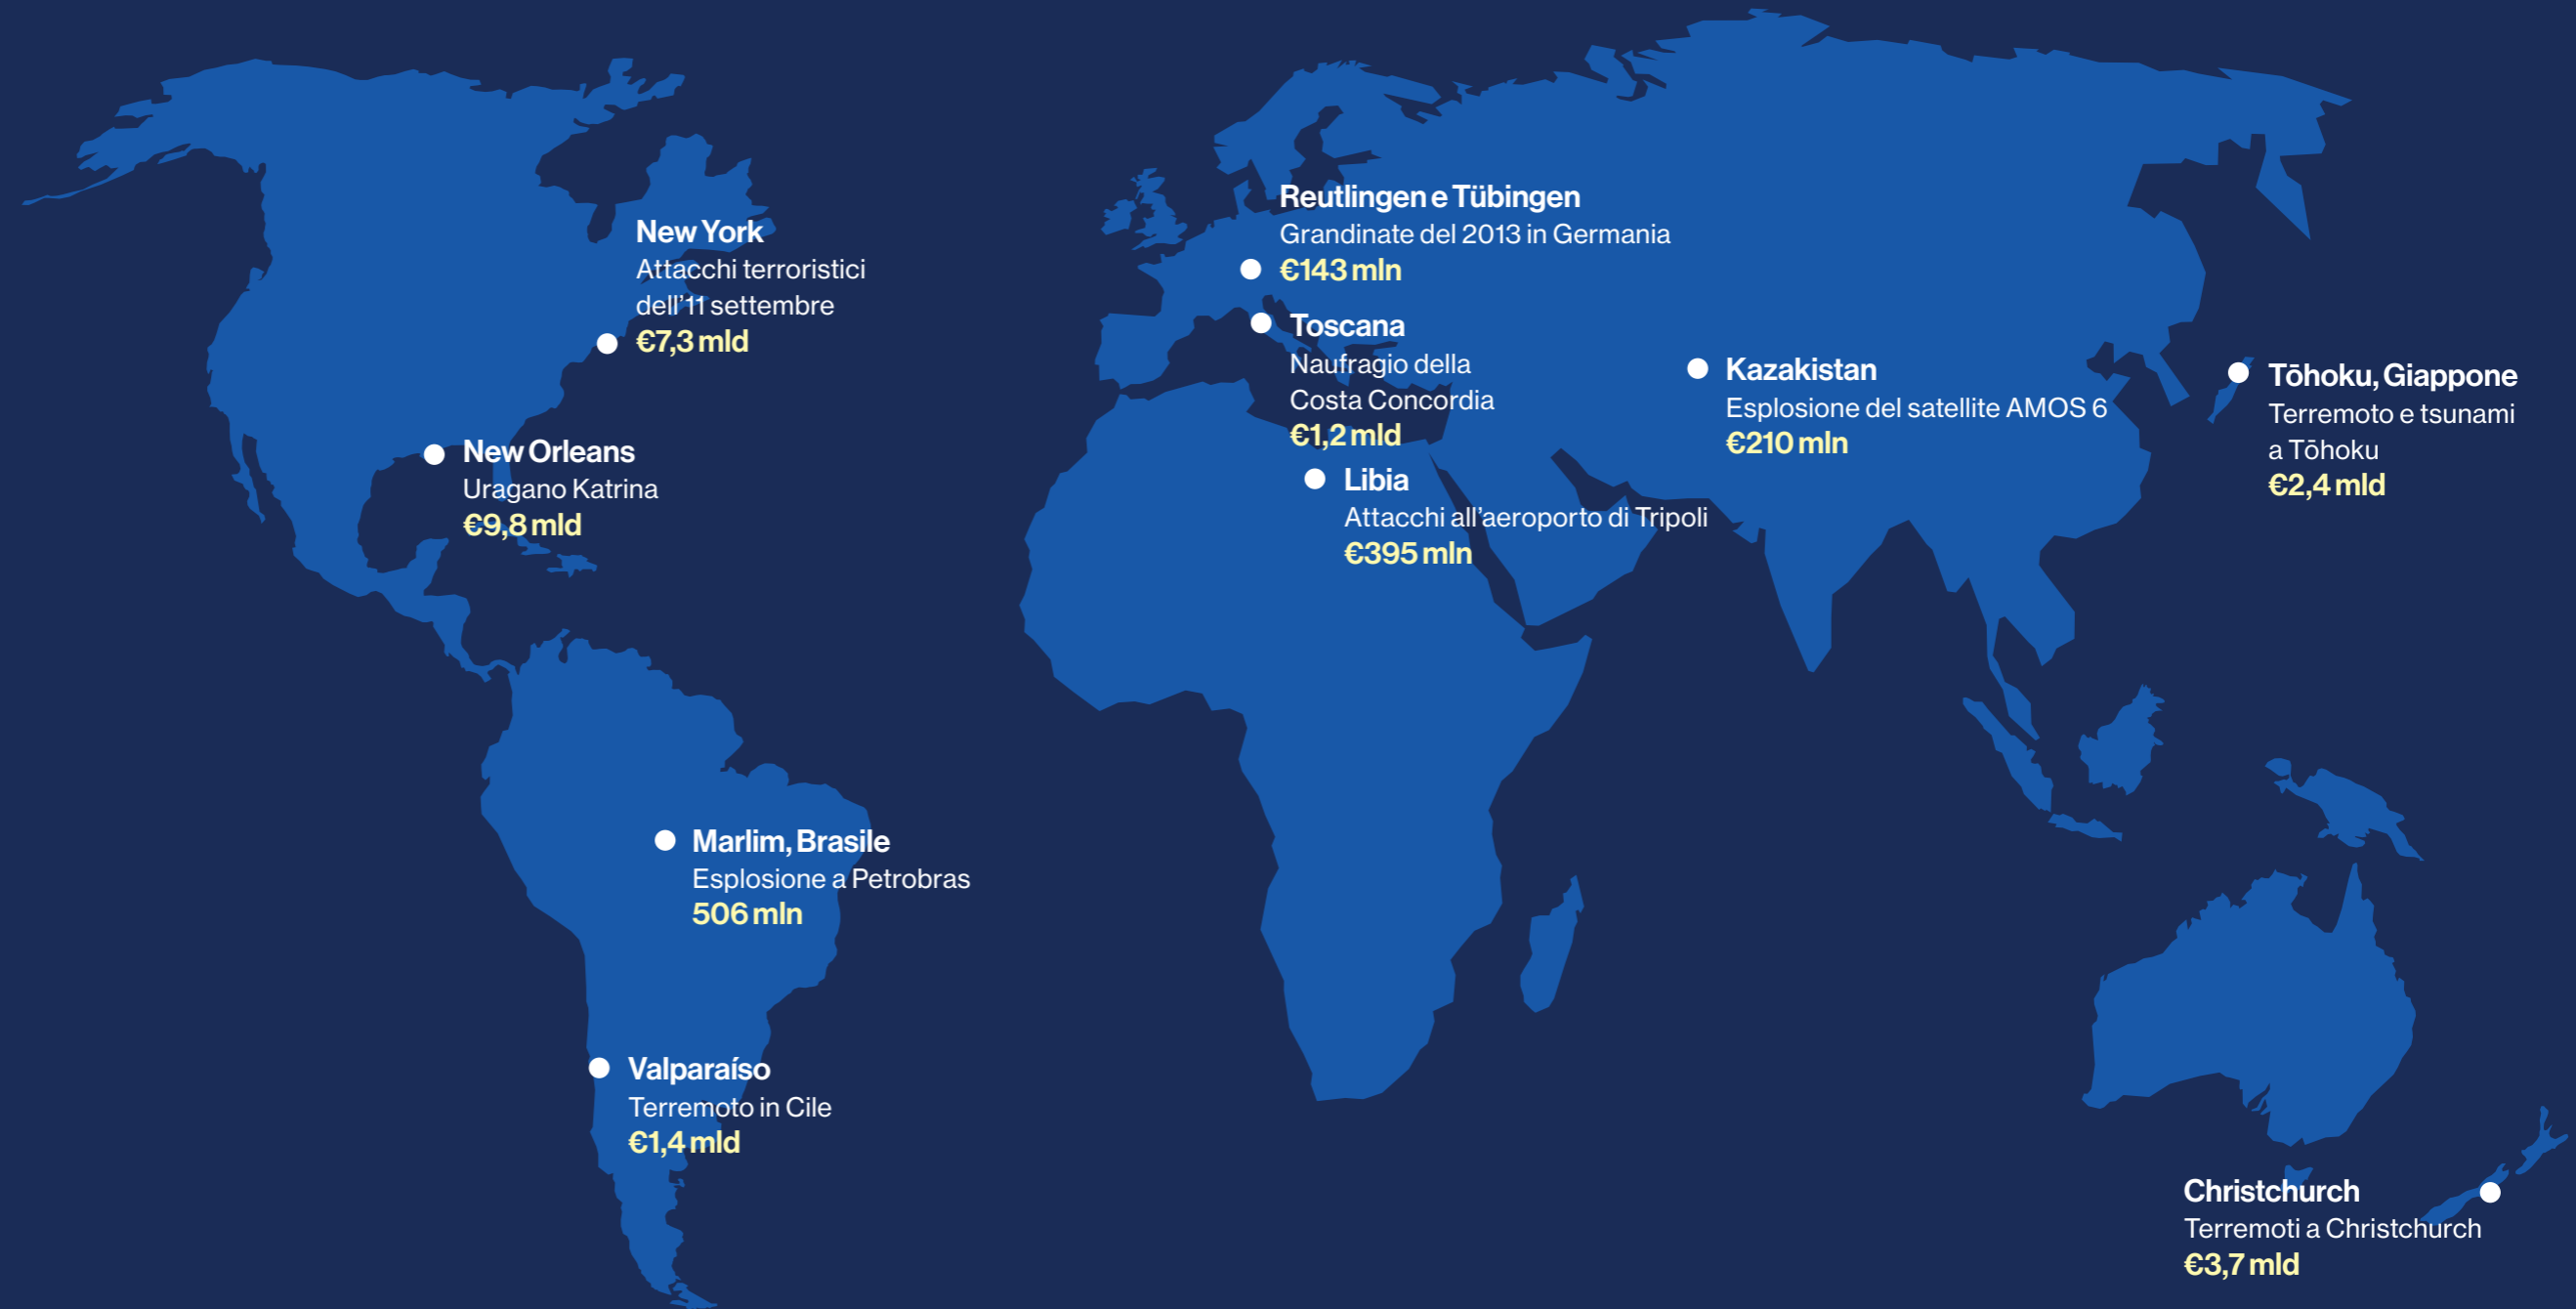 New York
Attacchi terroristici
dell'11 settembre
€7,3 mld
New Orleans
Uragano Katrina
€9,8 mld
Marlim, Brasile
Esplosione a Petrobras
506 mln
Valparaíso
Terremoto in Cile
€1,4 mld
Reutlingen e Tübingen
Grandinate del 2013 in Germania
€143 mln
Toscana
Naufragio della
Costa Concordia
€1,2 mld
Libia
Attacchi all'aeroporto di Tripoli
€395 mln
Kazakistan
Esplosione del satellite AMOS 6
€210 mln
Tōhoku, Giappone
Terremoto e tsunami
a Tōhoku
€2,4 mld
Christchurch
Terremoti a Christchurch
€3,7 mld